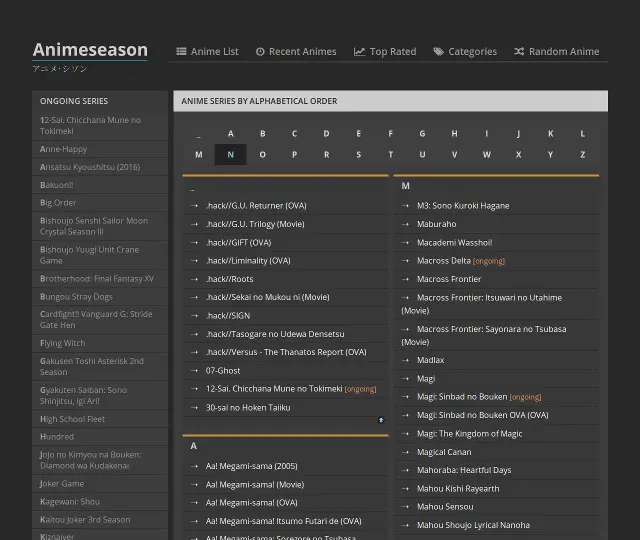 Animeseason
アニメ·シソン
Anime List
Recent Animes
Top Rated
Categories
Random Anime
ONGOING SERIES
12-Sai. Chicchana Mune no
Tokimeki
Anne-Happy
Ansatsu Kyoushitsu (2016)
Bakuon!!
Big Order
Bishoujo Senshi Sailor Moon
Crystal Season III
Bishoujo Yuugi Unit Crane
Game
Brotherhood: Final Fantasy XV
Bungou Stray Dogs
Cardfight!! Vanguard G: Stride
Gate Hen
Flying Witch
Gakusen Toshi Asterisk 2nd
Season
Gyakuten Saiban: Sono
Shinjitsu, Igi Ari!
High School Fleet
Hundred
JoJo no Kimyou na Bouken:
Diamond wa Kudakenai
Joker Game
Kagewani: Shou
Kaitou Joker 3rd Season
Kiznaiver
ANIME SERIES BY ALPHABETICAL ORDER
_ A B C D E F G H I J K L
M N O P R S T U V W X Y Z
_
→ .hack//G.U. Returner (OVA)
→ .hack//G.U. Trilogy (Movie)
→ .hack//GIFT (OVA)
→ .hack//Liminality (OVA)
→ .hack//Roots
→ .hack//Sekai no Mukou ni (Movie)
→ .hack//SIGN
→ .hack//Tasogare no Udewa Densetsu
→ .hack//Versus - The Thanatos Report (OVA)
→ 07-Ghost
→ 12-Sai. Chicchana Mune no Tokimeki [ongoing]
→ 30-sai no Hoken Taiiku
A
→ Aa! Megami-sama (2005)
→ Aa! Megami-sama! (Movie)
→ Aa! Megami-sama! (OVA)
→ Aa! Megami-sama! Itsumo Futari de (OVA)
→ Aa! Megami-sama: Sorezore no Tsubasa
M
→ M3: Sono Kuroki Hagane
→ Maburaho
→ Macademi Wasshoi!
→ Macross Delta [ongoing]
→ Macross Frontier
→ Macross Frontier: Itsuwari no Utahime
(Movie)
→ Macross Frontier: Sayonara no Tsubasa
(Movie)
→ Madlax
→ Magi
→ Magi: Sinbad no Bouken [ongoing]
→ Magi: Sinbad no Bouken OVA (OVA)
→ Magi: The Kingdom of Magic
→ Magical Canan
→ Mahoraba: Heartful Days
→ Mahou Kishi Rayearth
→ Mahou Sensou
→ Mahou Shoujo Lyrical Nanoha